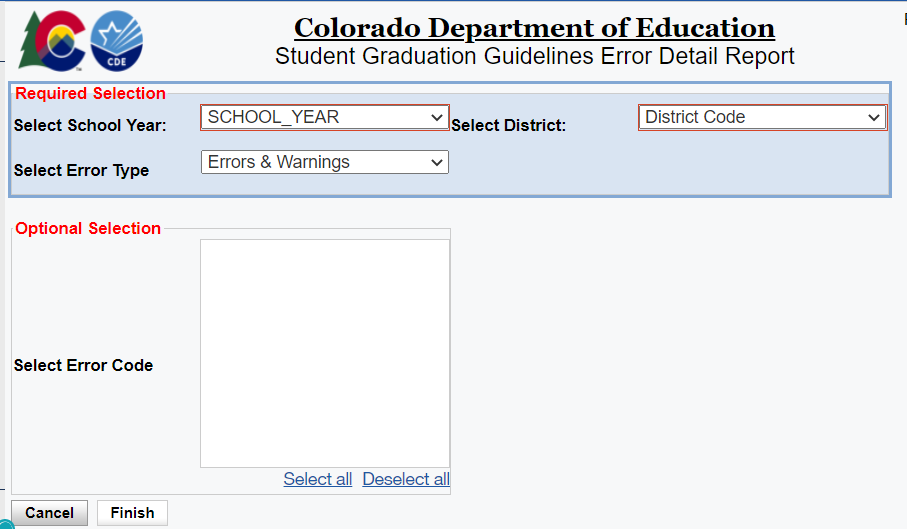 CDE
Colorado Department of Education
Student Graduation Guidelines Error Detail Report
Required Selection
Select School Year: SCHOOL_YEAR Select District: District Code
Select Error Type Errors & Warnings
Optional Selection
Select Error Code
Select all Deselect all
Cancel Finish